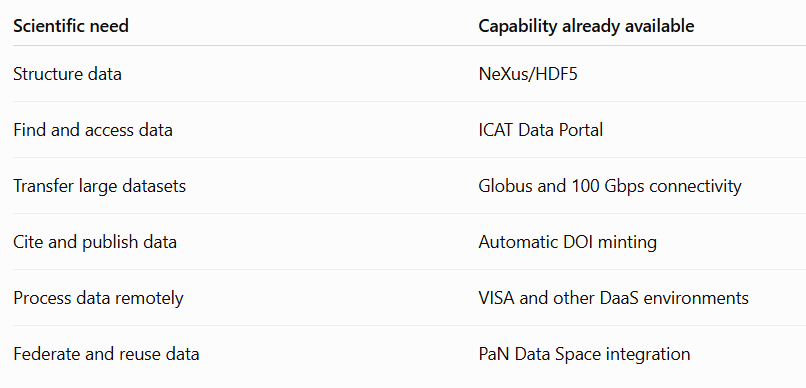 Scientific need Capability already available
Structure data NeXus/HDF5
Find and access data ICAT Data Portal
Transfer large datasets Globus and 100 Gbps connectivity
Cite and publish data Automatic DOI minting
Process data remotely VISA and other DaaS environments
Federate and reuse data PaN Data Space integration